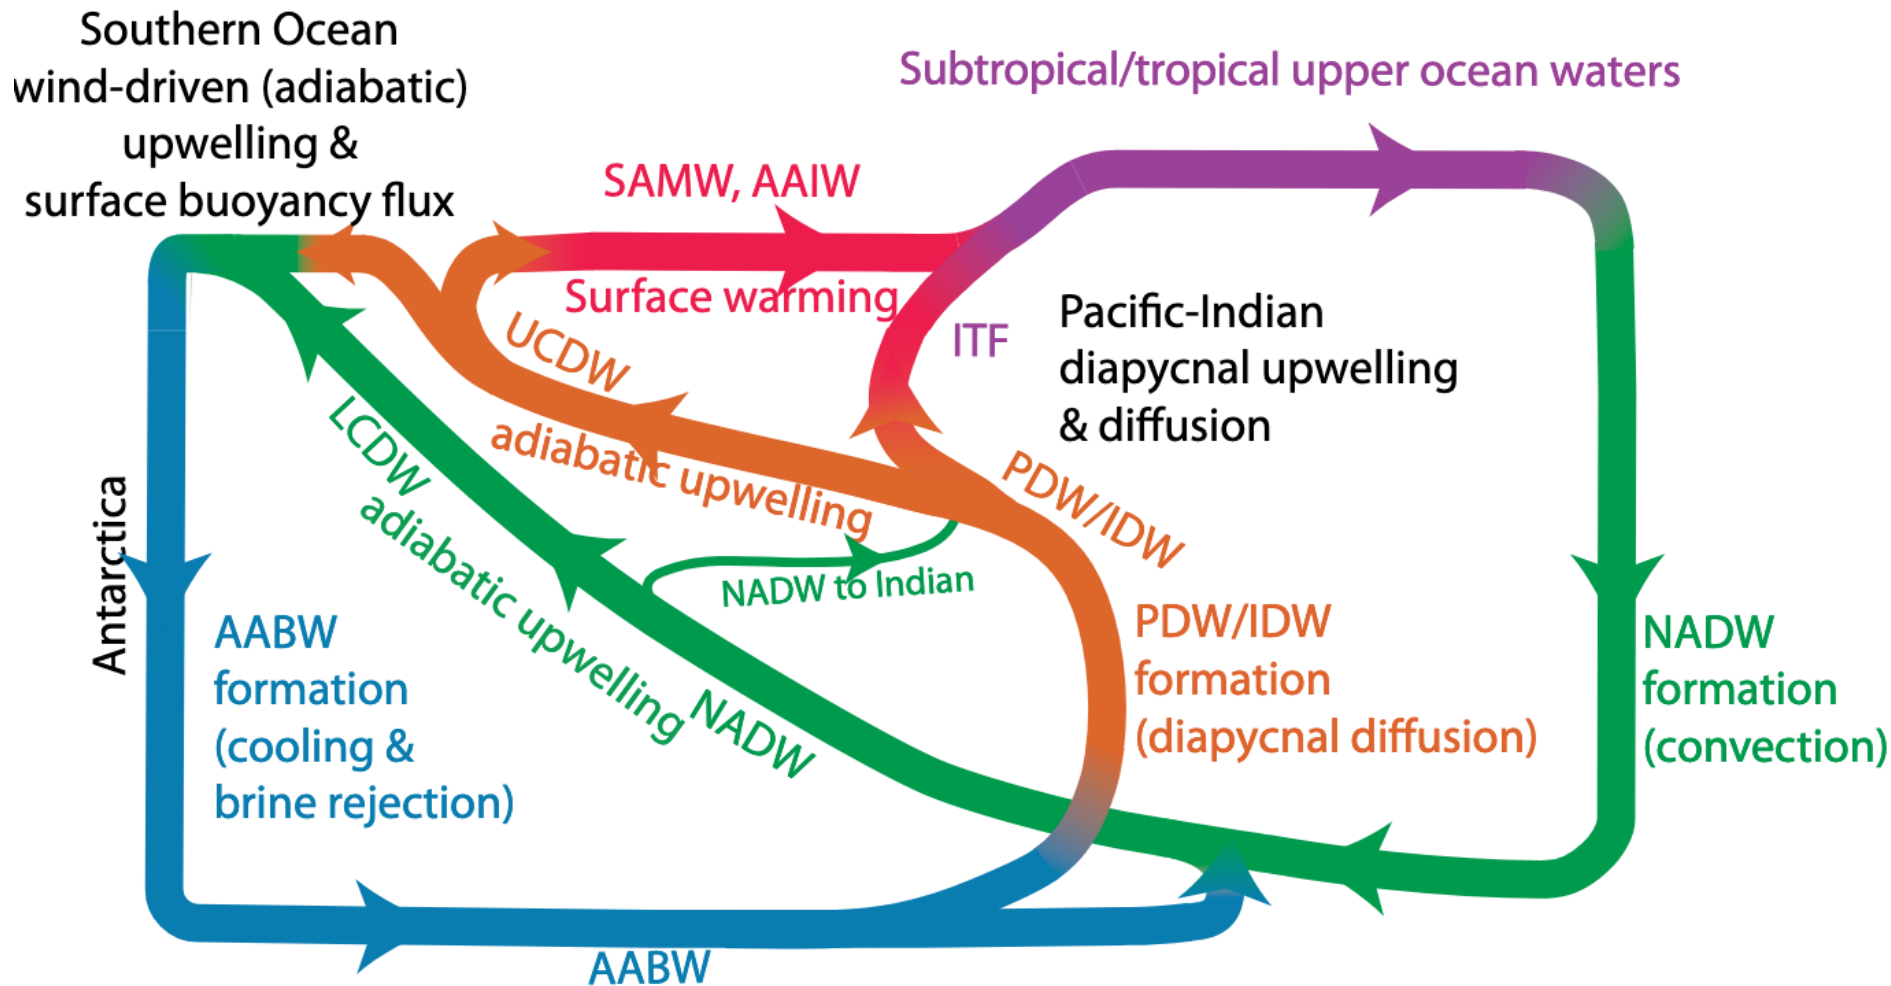 Southern Ocean
wind-driven (adiabatic)
upwelling &
surface buoyancy flux
Subtropical/tropical upper ocean waters
SAMW, AAIW
Surface warming
ITF
Pacific-Indian
diapycnal upwelling
& diffusion
UCDW
adiabatic upwelling
PDW/IDW
LCDW
adiabatic upwelling
NADW to Indian
NADW
Antarctica
AABW
formation
(cooling &
brine rejection)
PDW/IDW
formation
(diapycnal diffusion)
NADW
formation
(convection)
AABW